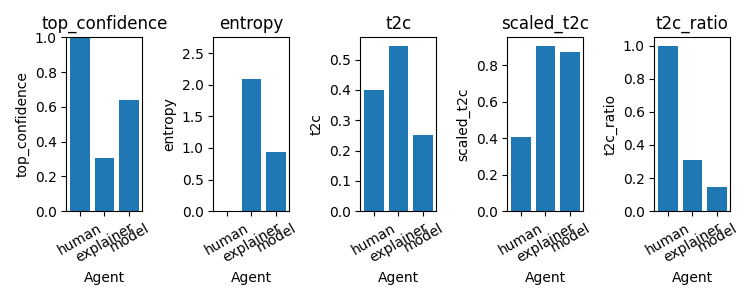 top_confidence
entropy
t2c
scaled_t2c
t2c_ratio
top_confidence
1.0
0.8
0.6
0.4
0.2
0.0
human
explainer
model
Agent
entropy
2.5
2.0
1.5
1.0
0.5
0.0
human
explainer
model
Agent
t2c
0.5
0.4
0.3
0.2
0.1
0.0
human
explainer
model
Agent
scaled_t2c
0.8
0.6
0.4
0.2
0.0
human
explainer
model
Agent
t2c_ratio
1.0
0.8
0.6
0.4
0.2
0.0
human
explainer
model
Agent